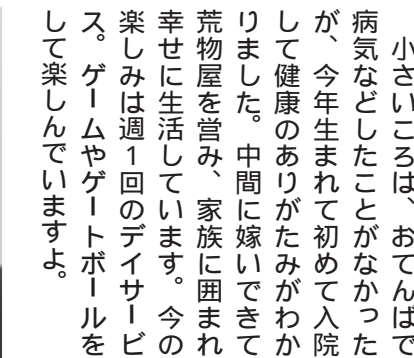 小さいころは、おてんばで
病気などしたことがなかった
が、今年生まれて初めて入院
して健康のありがたみがわか
りました。中間に嫁いできて
荒物屋を営み、家族に囲まれ
幸せに生活しています。今の
楽しみは週1回のデイサービ
ス。ゲームやゲートボールを
して楽しんでいますよ。